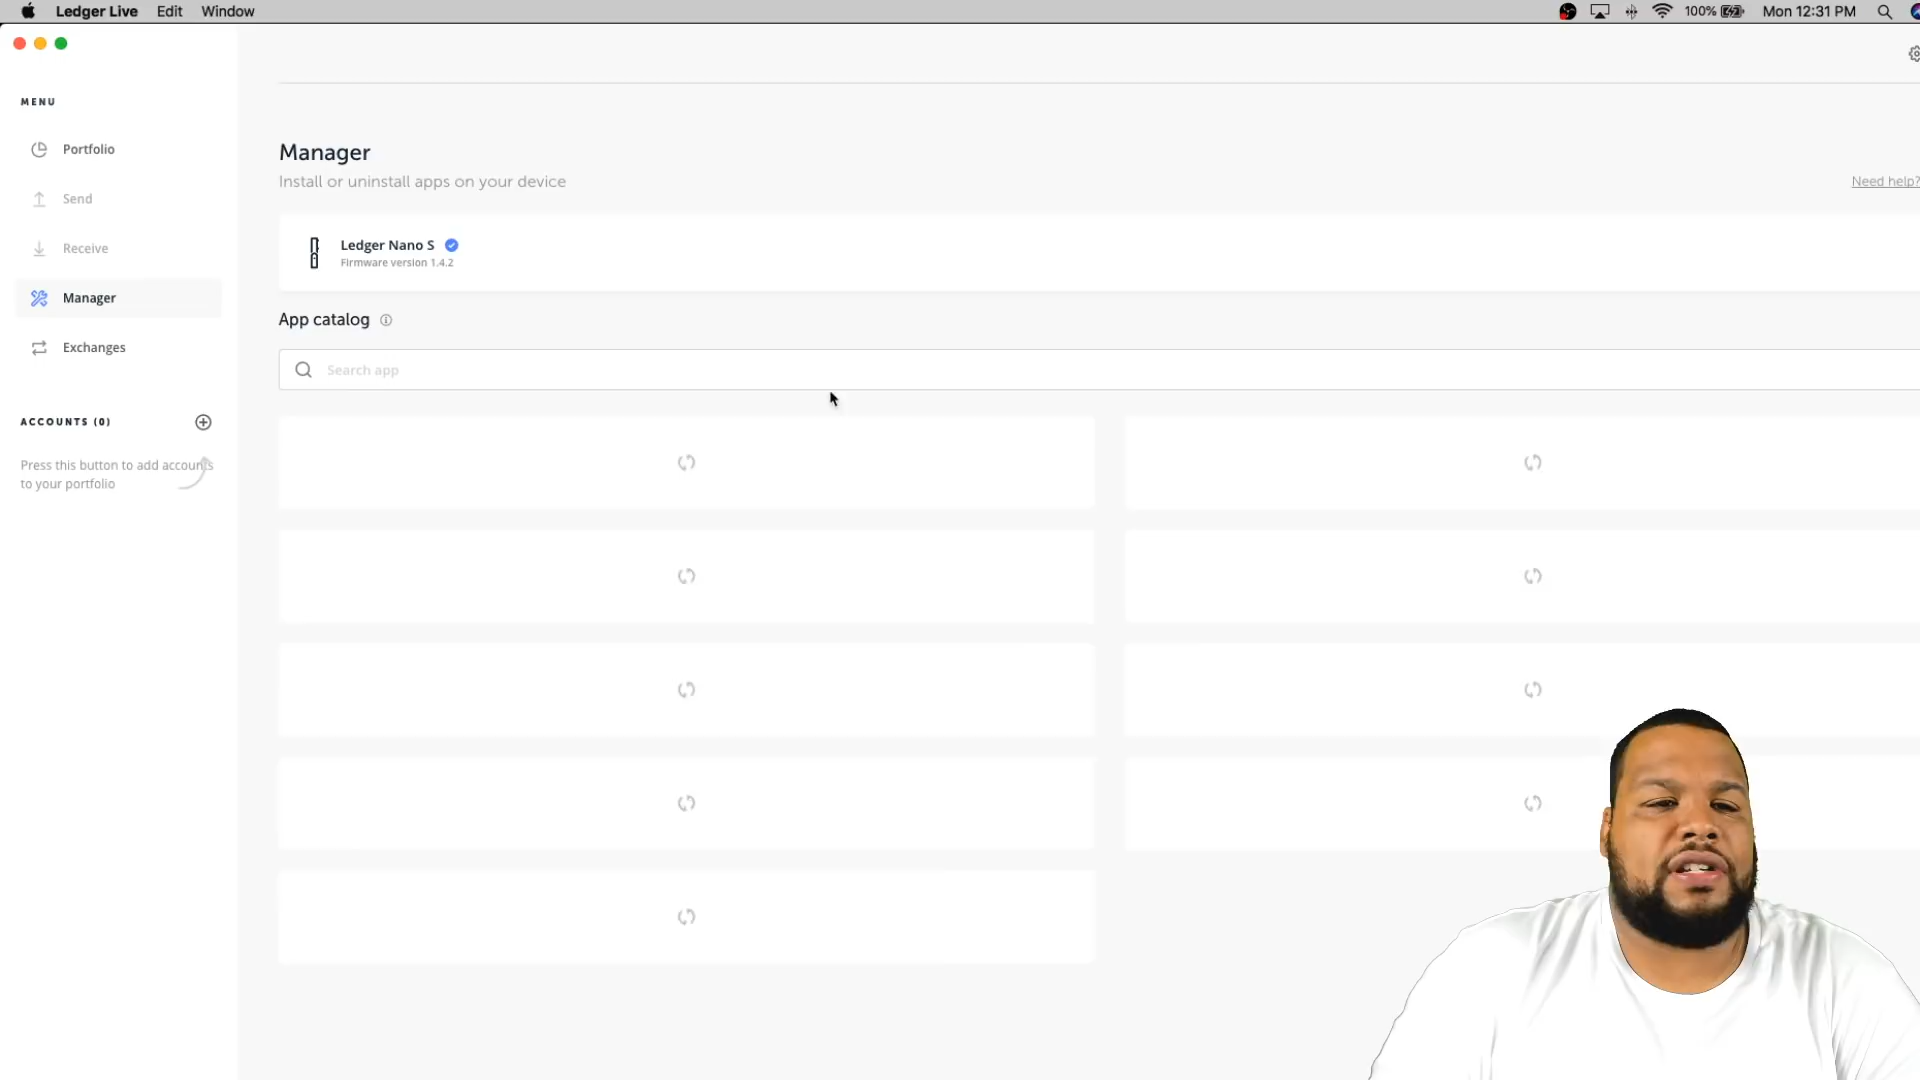 Ledger Live Edit Window 100% Mon 12:31 PM
MENU
Portfolio
Send
Receive
Manager
Exchanges
ACCOUNTS (0)
Press this button to add accounts
to your portfolio
Manager
Install or uninstall apps on your device
Need help?
Ledger Nano S
Firmware version 1.4.2
App catalog
Search app